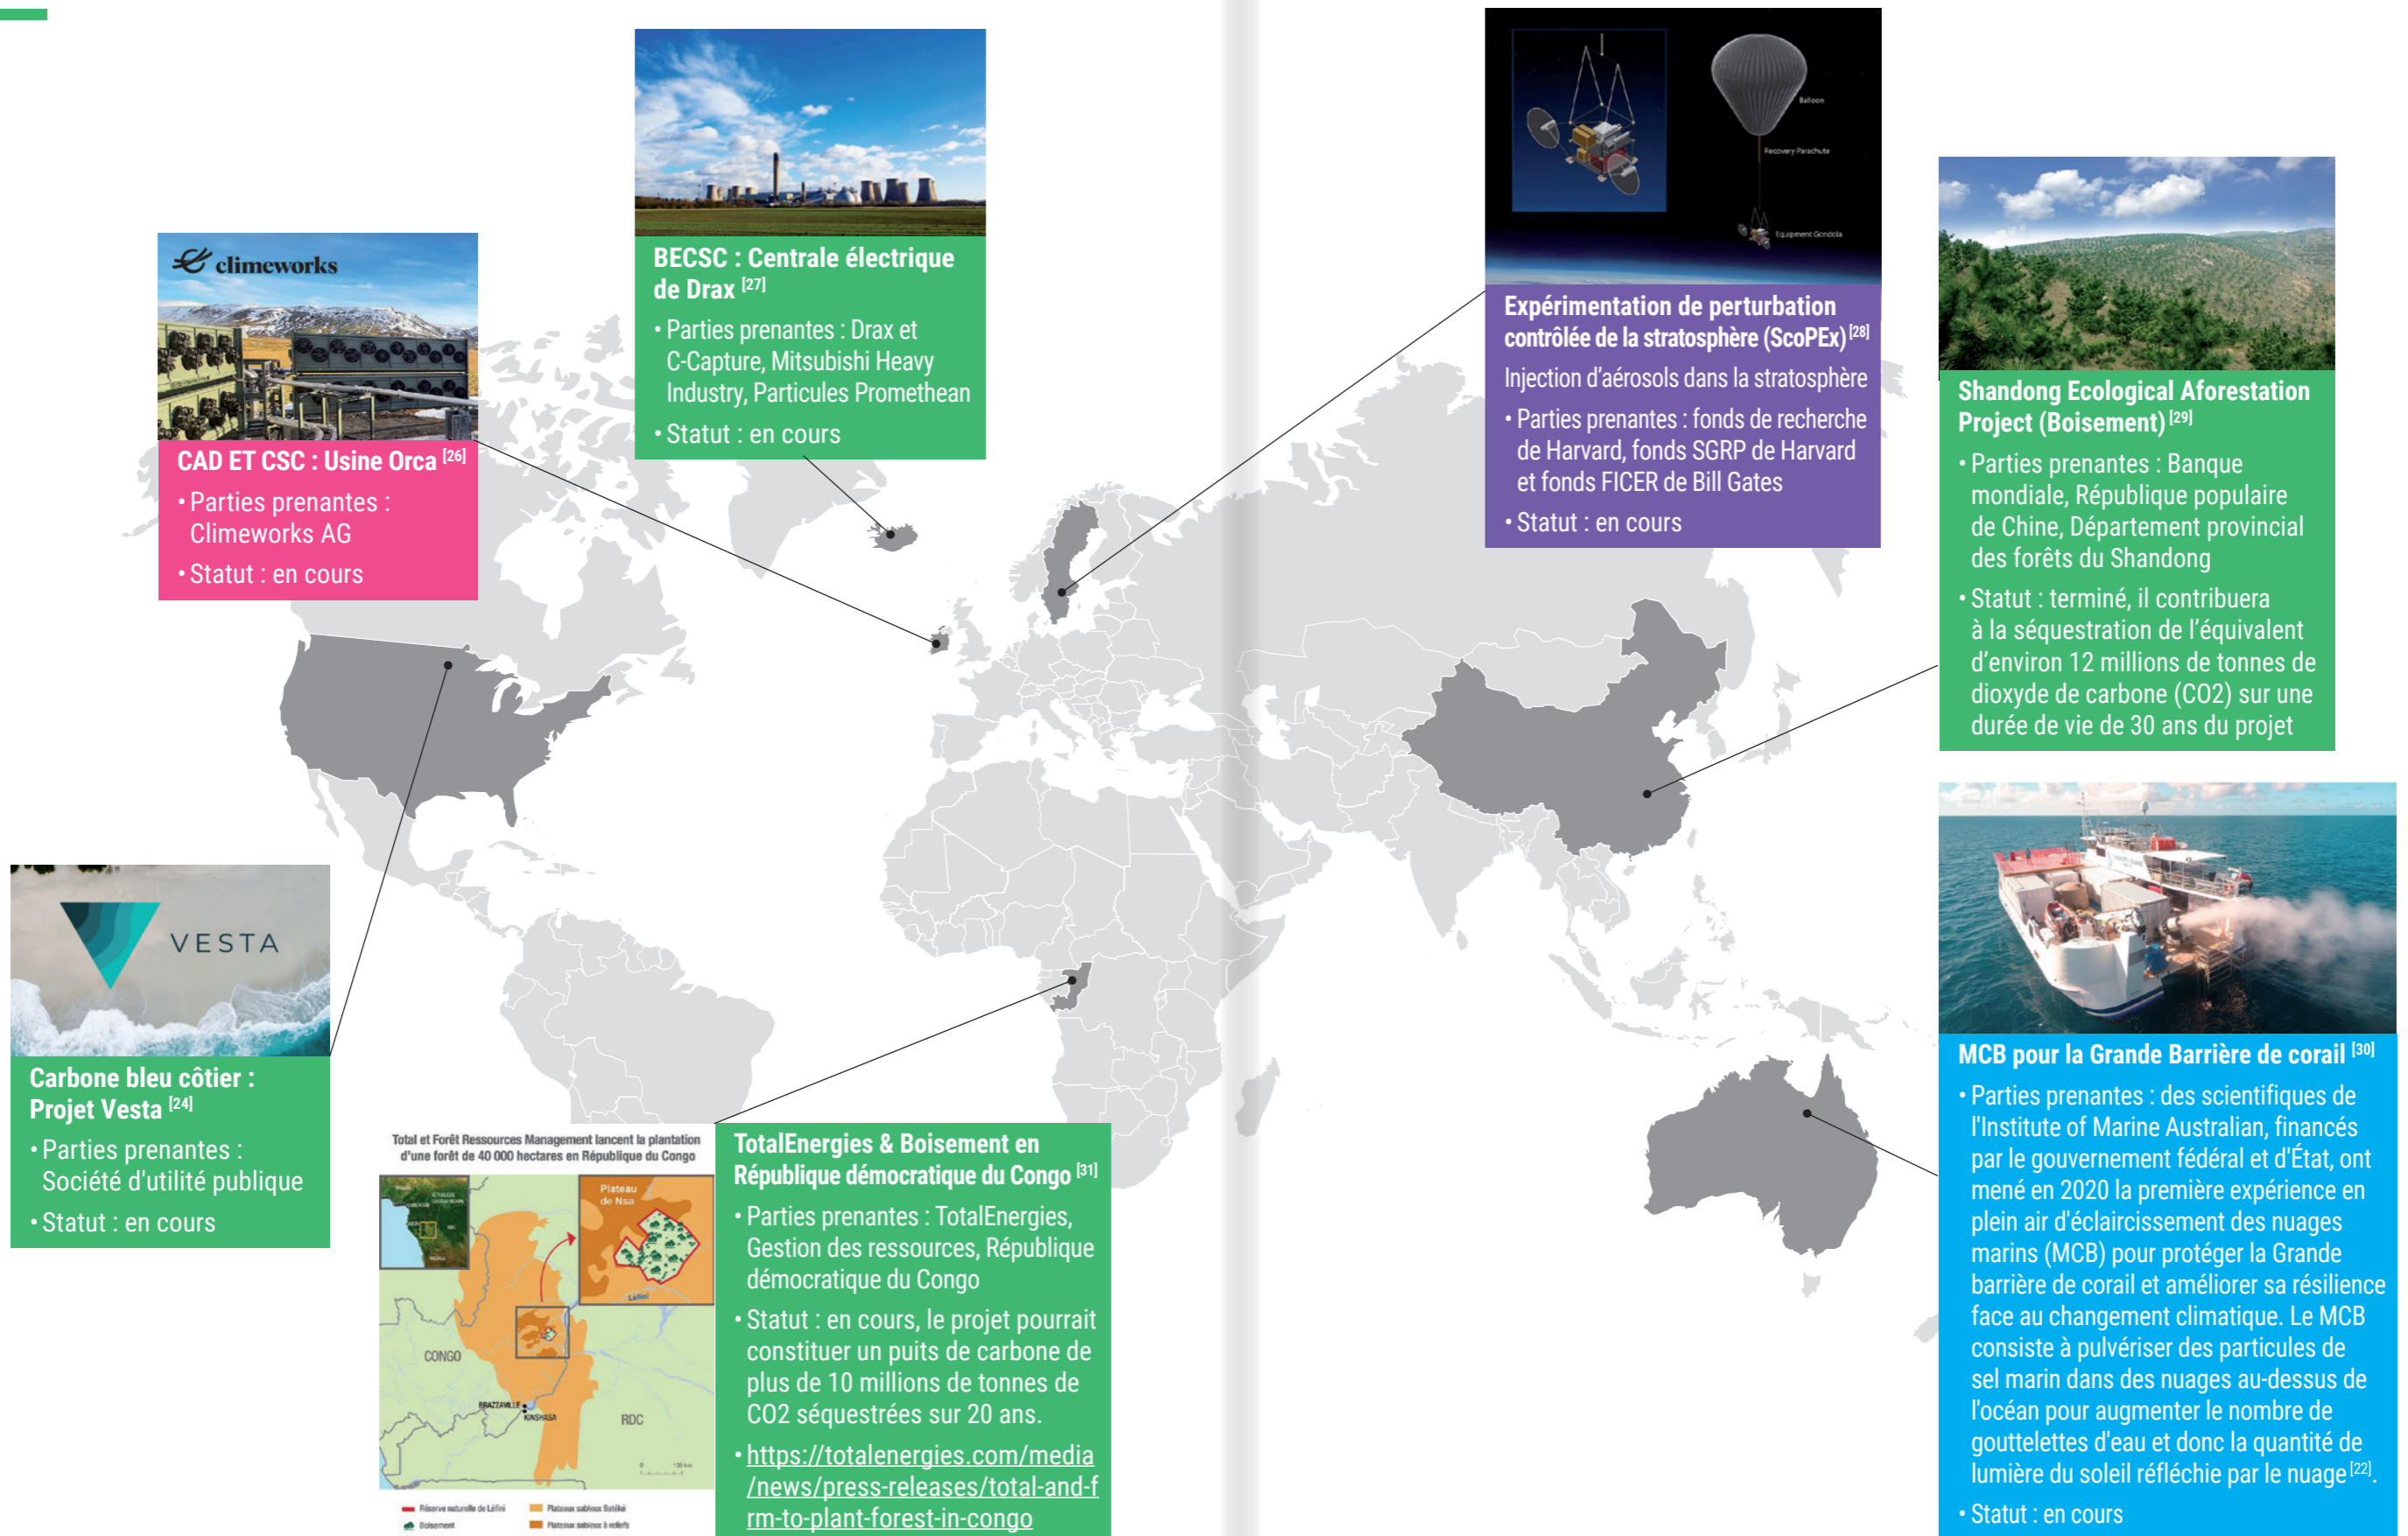 climeworks
CAD ET CSC : Usine Orca [26]
• Parties prenantes :
Climeworks AG
• Statut : en cours
BECSC : Centrale électrique
de Drax [27]
• Parties prenantes : Drax et
C-Capture, Mitsubishi Heavy
Industry, Particules Promethean
• Statut : en cours
Balloon
Recovery Parachute
Equipment Gondola
Expérimentation de perturbation
contrôlée de la stratosphère (ScoPEx) [28]
Injection d'aérosols dans la stratosphère
• Parties prenantes : fonds de recherche
de Harvard, fonds SGRP de Harvard
et fonds FICER de Bill Gates
• Statut : en cours
Shandong Ecological Aforestation
Project (Boisement) [29]
• Parties prenantes : Banque
mondiale, République populaire
de Chine, Département provincial
des forêts du Shandong
• Statut : terminé, il contribuera
à la séquestration de l'équivalent
d'environ 12 millions de tonnes de
dioxyde de carbone (CO2) sur une
durée de vie de 30 ans du projet
VESTA
Carbone bleu côtier :
Projet Vesta [24]
• Parties prenantes :
Société d'utilité publique
• Statut : en cours
Total et Forêt Ressources Management lancent la plantation
d'une forêt de 40 000 hectares en République du Congo
Plateau
de Nsa
Léfini
CONGO
BRAZZAVILLE
KINSHASA
RDC
Réserve naturelle de Léfini
Plateaux sableux Batéké
Boisement
Plateaux sableux à reliefs
TotalEnergies & Boisement en
République démocratique du Congo [31]
• Parties prenantes : TotalEnergies,
Gestion des ressources, République
démocratique du Congo
• Statut : en cours, le projet pourrait
constituer un puits de carbone de
plus de 10 millions de tonnes de
CO2 séquestrées sur 20 ans.
• https://totalenergies.com/media
/news/press-releases/total-and-f
rm-to-plant-forest-in-congo
MCB pour la Grande Barrière de corail [30]
• Parties prenantes : des scientifiques de
l'Institute of Marine Australian, financés
par le gouvernement fédéral et d'État, ont
mené en 2020 la première expérience en
plein air d'éclaircissement des nuages
marins (MCB) pour protéger la Grande
barrière de corail et améliorer sa résilience
face au changement climatique. Le MCB
consiste à pulvériser des particules de
sel marin dans des nuages au-dessus de
l'océan pour augmenter le nombre de
gouttelettes d'eau et donc la quantité de
lumière du soleil réfléchie par le nuage [22].
• Statut : en cours